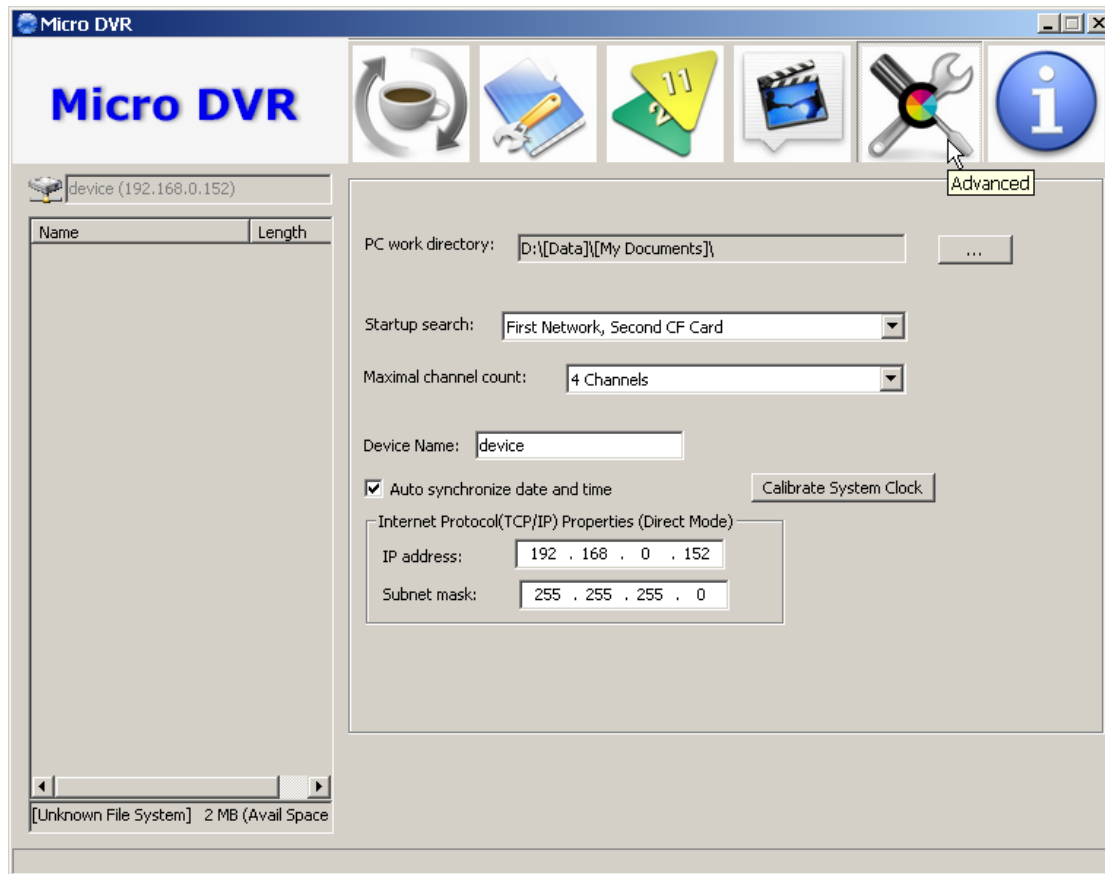 Micro DVR
Micro DVR
11
2
Advanced
device (192.168.0.152)
Name Length
PC work directory: D:\[Data]\[My Documents]\ ...
Startup search: First Network, Second CF Card
Maximal channel count: 4 Channels
Device Name: device
Auto synchronize date and time Calibrate System Clock
Internet Protocol(TCP/IP) Properties (Direct Mode)
IP address: 192 . 168 . 0 . 152
Subnet mask: 255 . 255 . 255 . 0
[Unknown File System] 2 MB (Avail Space